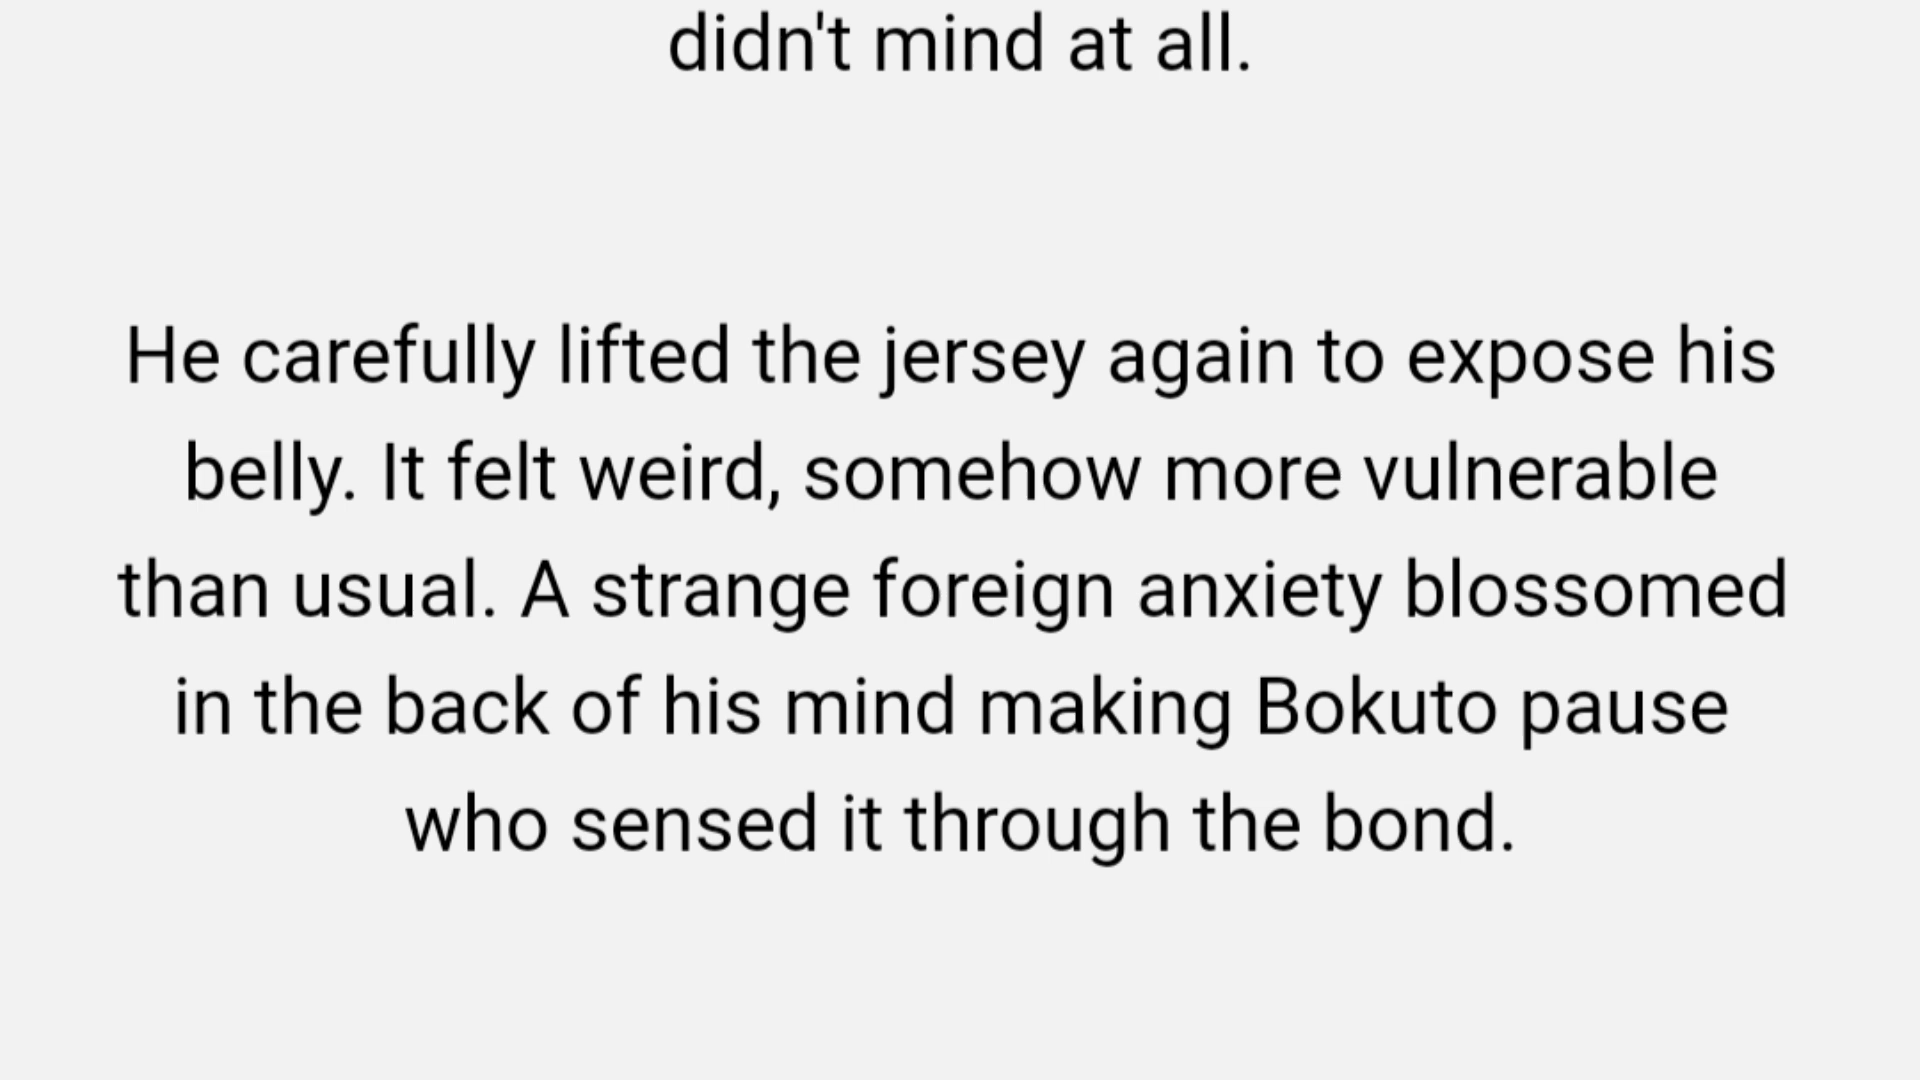 didn't mind at all.
He carefully lifted the jersey again to expose his
belly. It felt weird, somehow more vulnerable
than usual. A strange foreign anxiety blossomed
in the back of his mind making Bokuto pause
who sensed it through the bond.